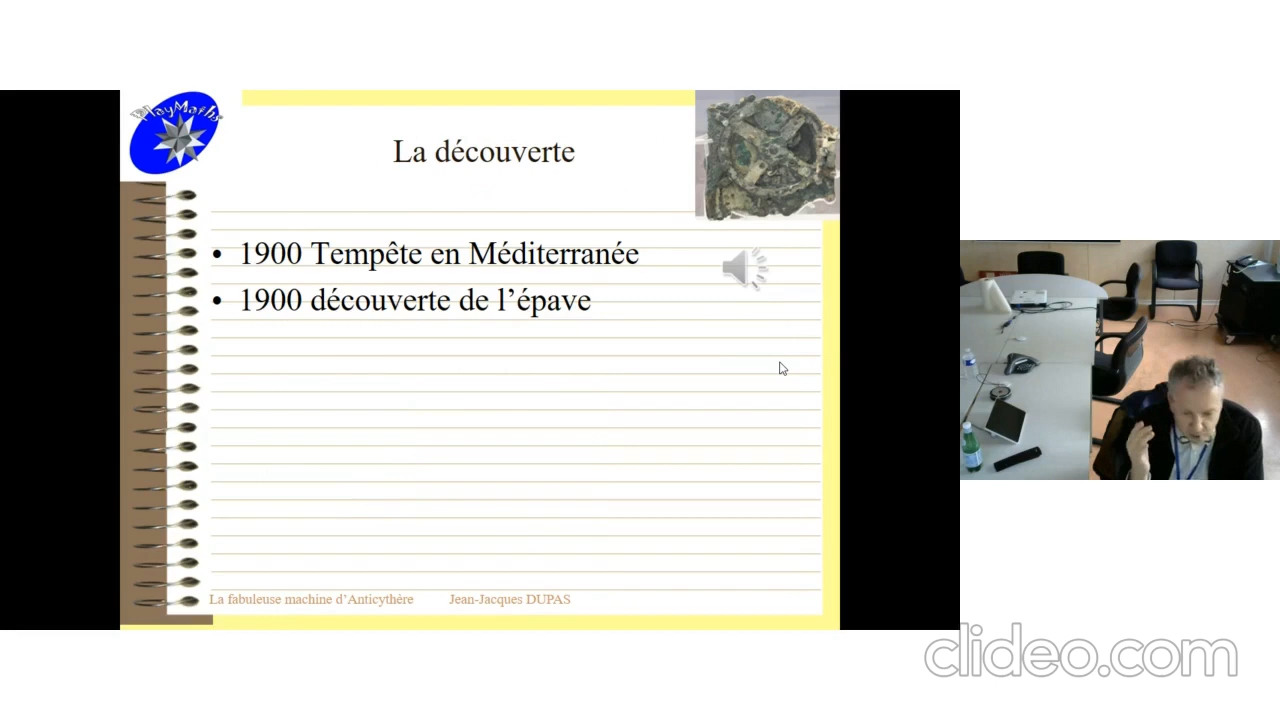 PlayMaths
La découverte
• 1900 Tempête en Méditerranée
• 1900 découverte de l’épave
La fabuleuse machine d’Anticythère Jean-Jacques DUPAS
clideo.com